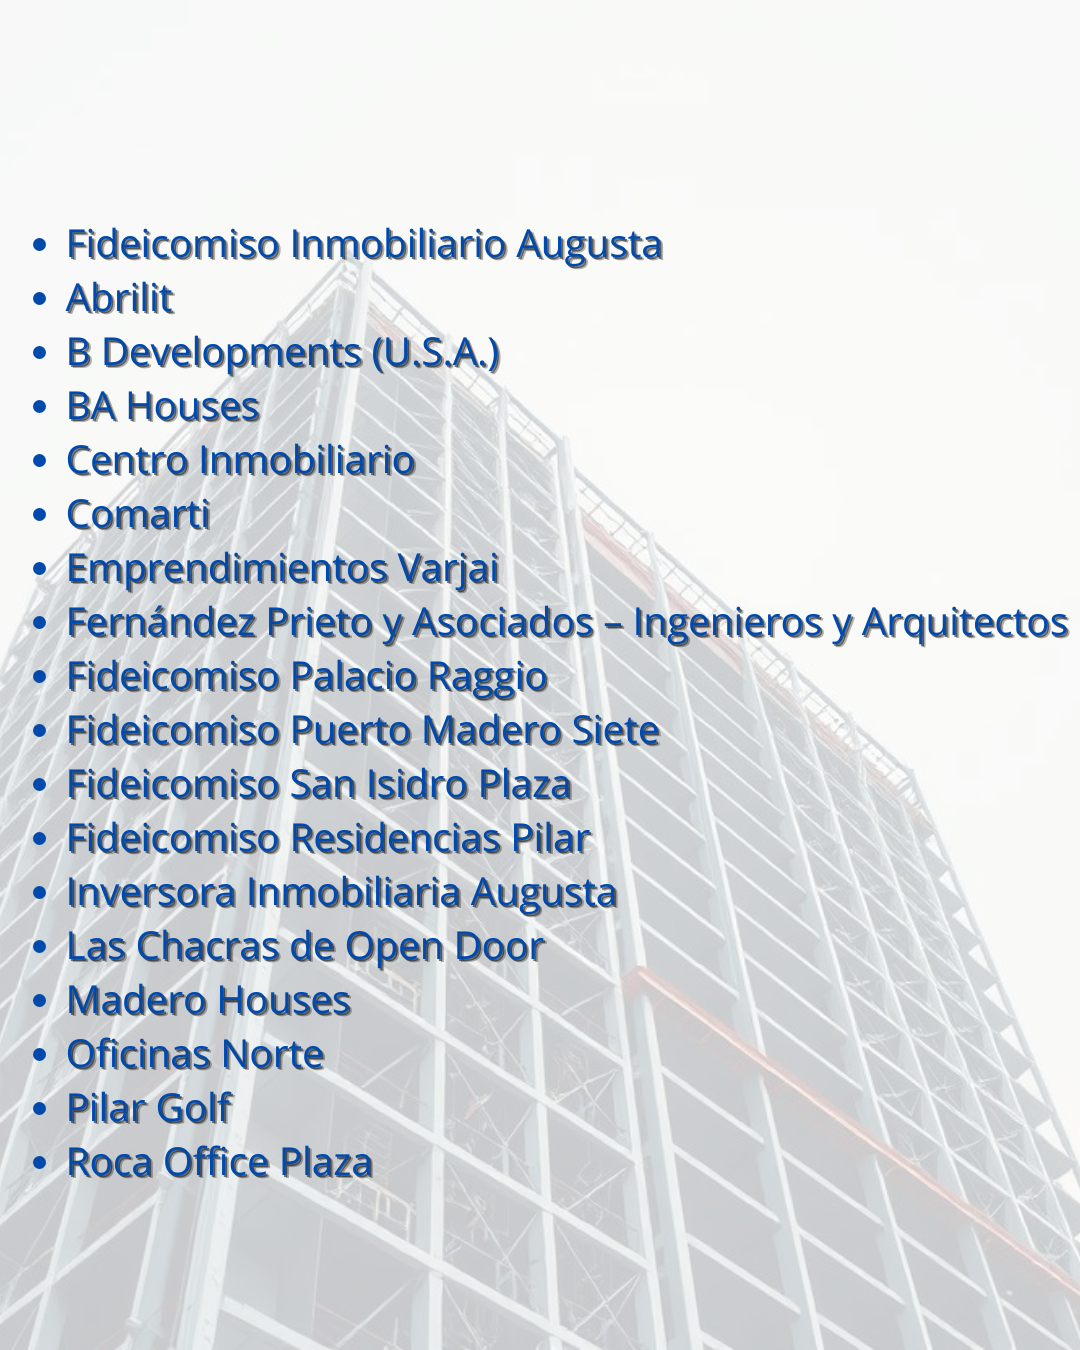 • Fideicomiso Inmobiliario Augusta
• Abrilit
• B Developments (U.S.A.)
• BA Houses
• Centro Inmobiliario
• Comarti
• Emprendimientos Varjai
• Fernández Prieto y Asociados – Ingenieros y Arquitectos
• Fideicomiso Palacio Raggio
• Fideicomiso Puerto Madero Siete
• Fideicomiso San Isidro Plaza
• Fideicomiso Residencias Pilar
• Inversora Inmobiliaria Augusta
• Las Chacras de Open Door
• Madero Houses
• Oficinas Norte
• Pilar Golf
• Roca Office Plaza